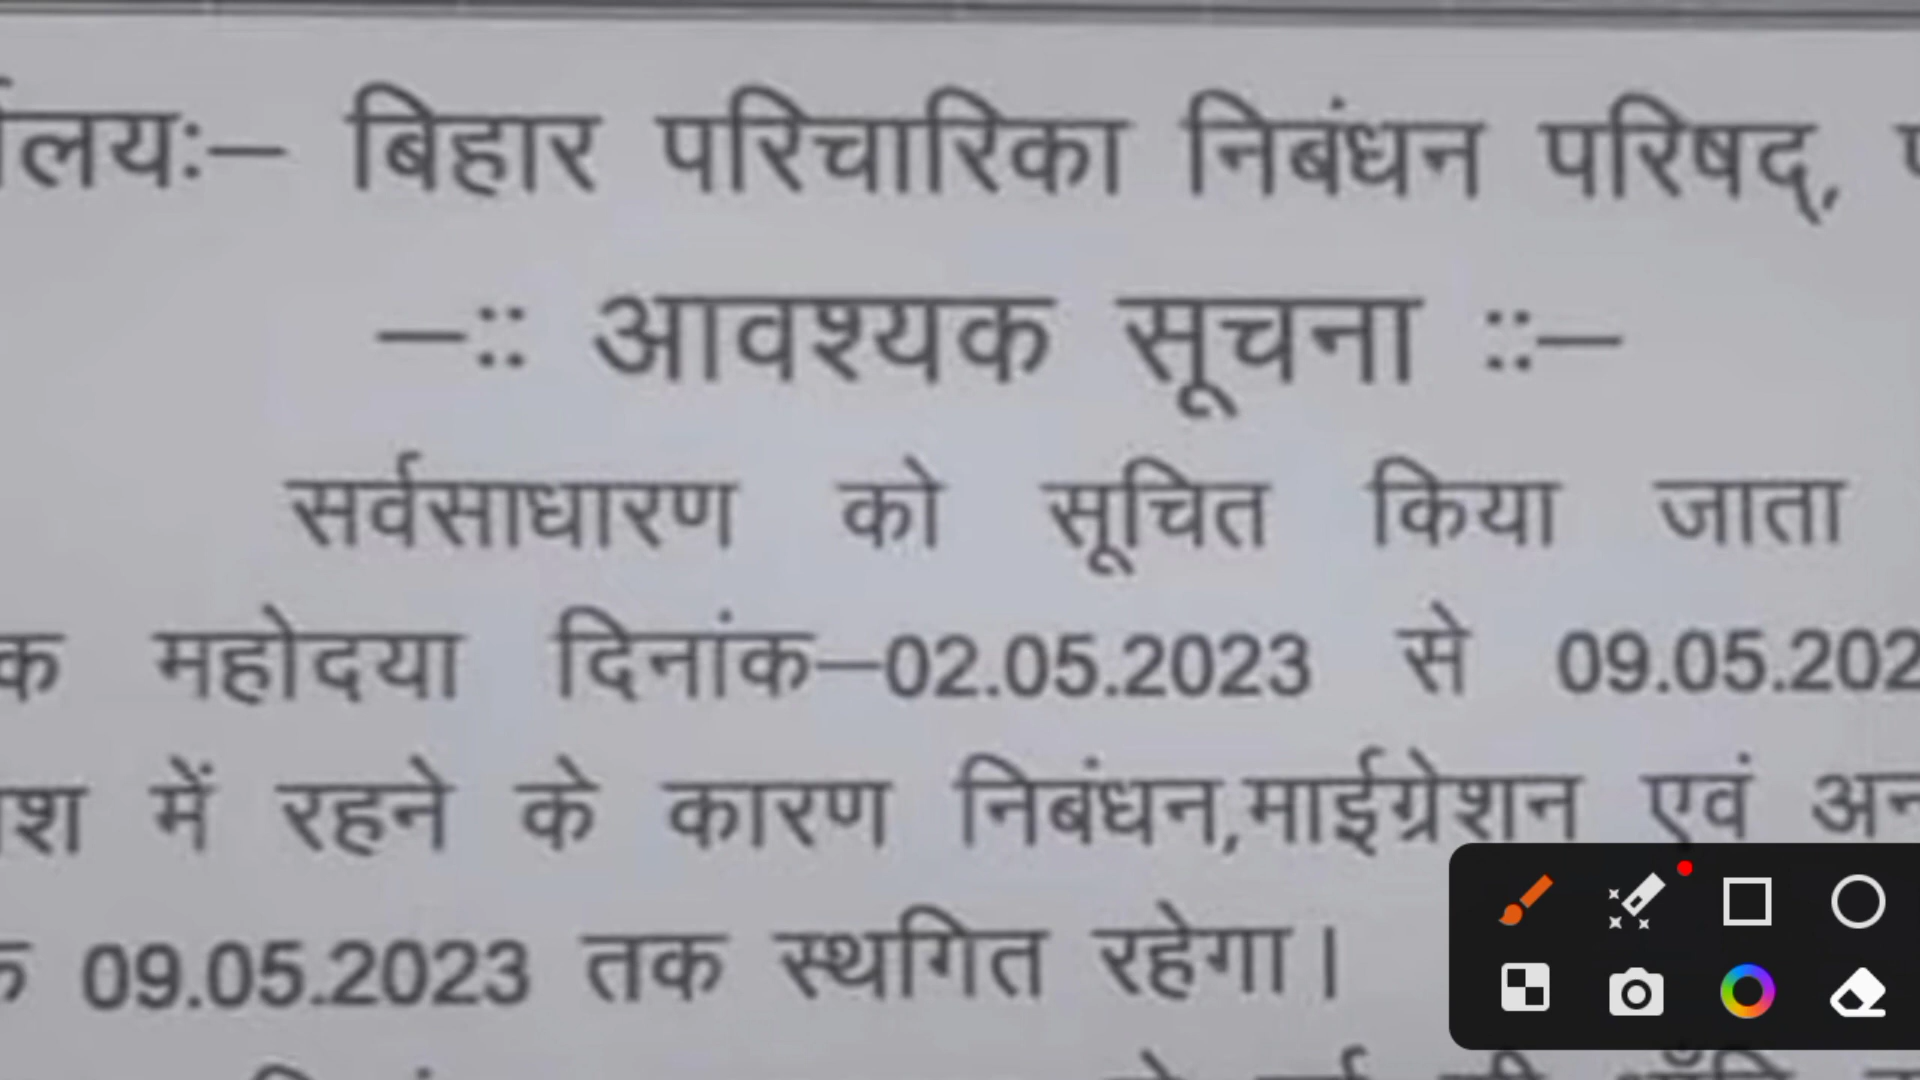 र्यालयः– बिहार परिचारिका निबंधन परिषद्,
–:: आवश्यक सूचना ::–
सर्वसाधारण को सूचित किया जाता
क महोदया दिनांक–02.05.2023 से 09.05.202
में रहने के कारण निबंधन,माईग्रेशन एवं
09.05.2023 तक स्थगित रहेगा।